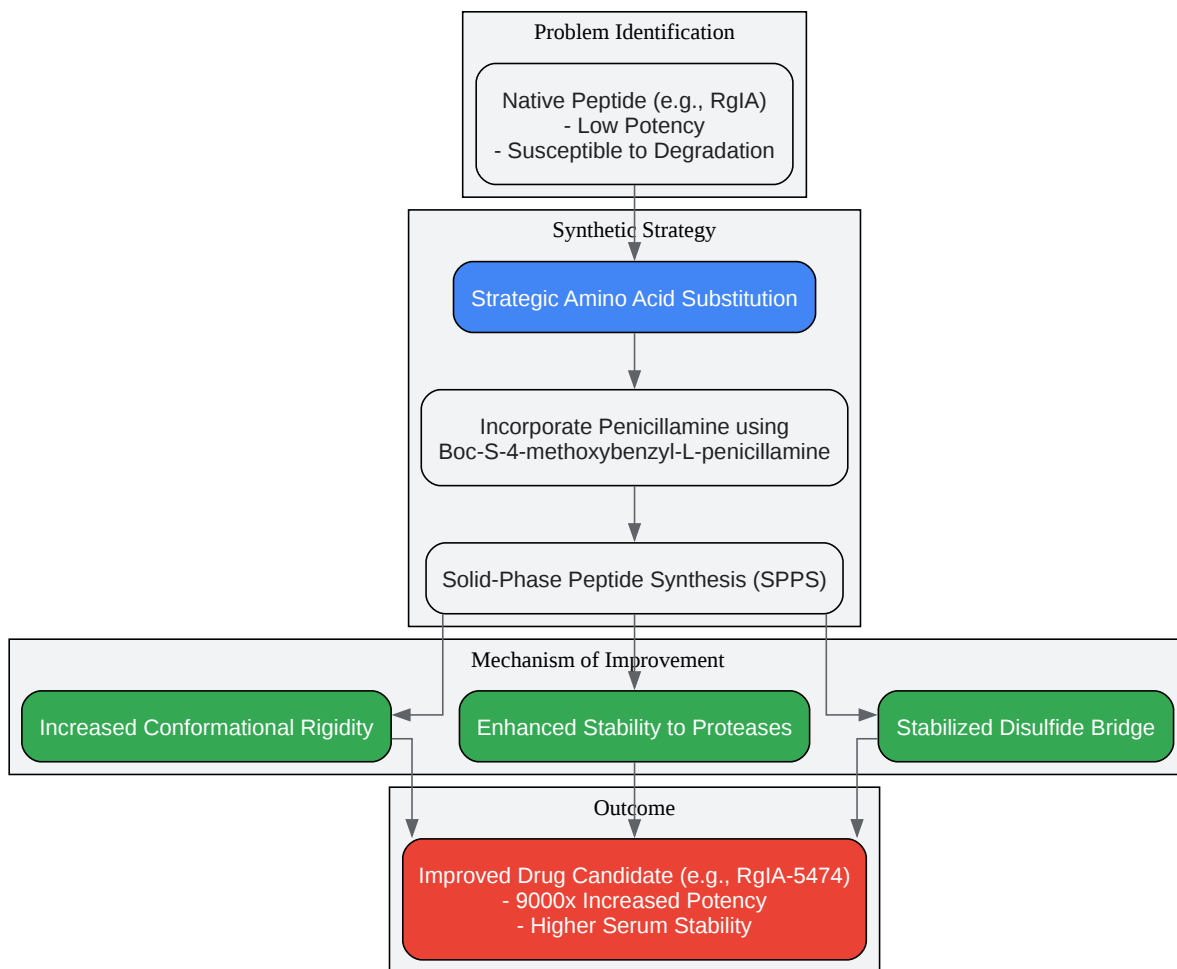 Problem Identification
Native Peptide (e.g., RgIA)
- Low Potency
- Susceptible to Degradation
Synthetic Strategy
Strategic Amino Acid Substitution
Incorporate Penicillamine using
Boc-S-4-methoxybenzyl-L-penicillamine
Solid-Phase Peptide Synthesis (SPPS)
Mechanism of Improvement
Increased Conformational Rigidity
Enhanced Stability to Proteases
Stabilized Disulfide Bridge
Outcome
Improved Drug Candidate (e.g., RgIA-5474)
- 9000x Increased Potency
- Higher Serum Stability